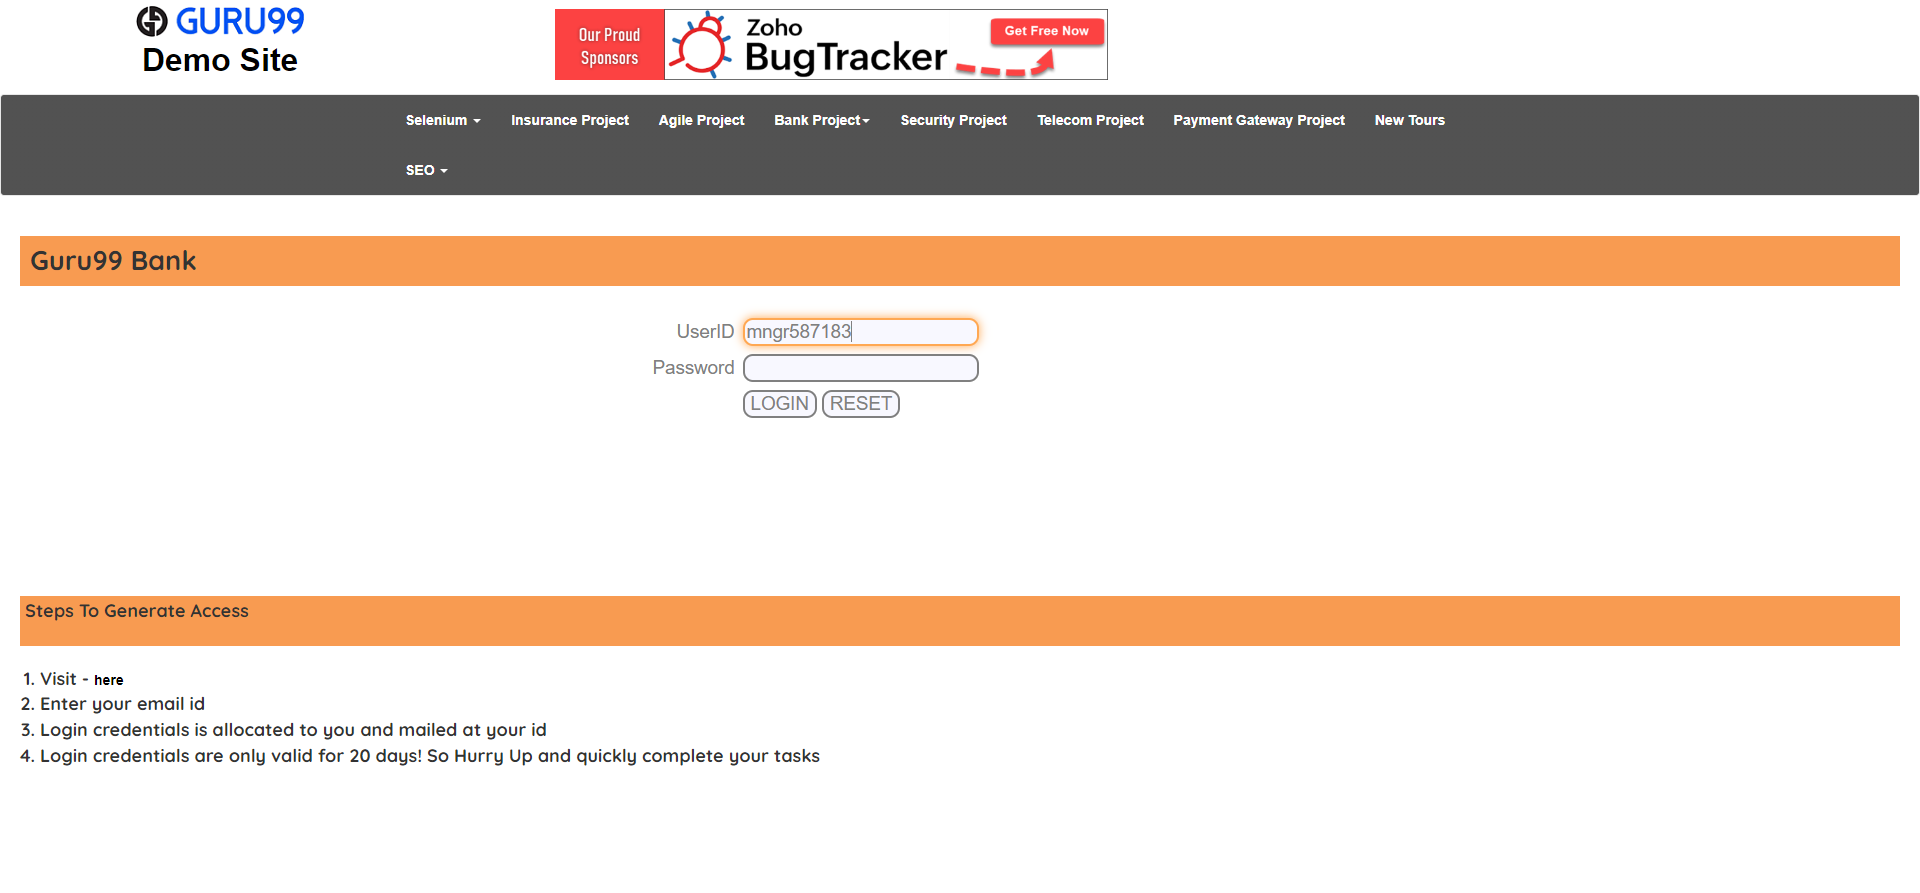 GURU99
Demo Site
Our Proud
Sponsors
Zoho
BugTracker
Get Free Now
Selenium
Insurance Project
Agile Project
Bank Project
Security Project
Telecom Project
Payment Gateway Project
New Tours
SEO
Guru99 Bank
UserID mngr587183
Password
LOGIN RESET
Steps To Generate Access
1. Visit - here
2. Enter your email id
3. Login credentials is allocated to you and mailed at your id
4. Login credentials are only valid for 20 days! So Hurry Up and quickly complete your tasks